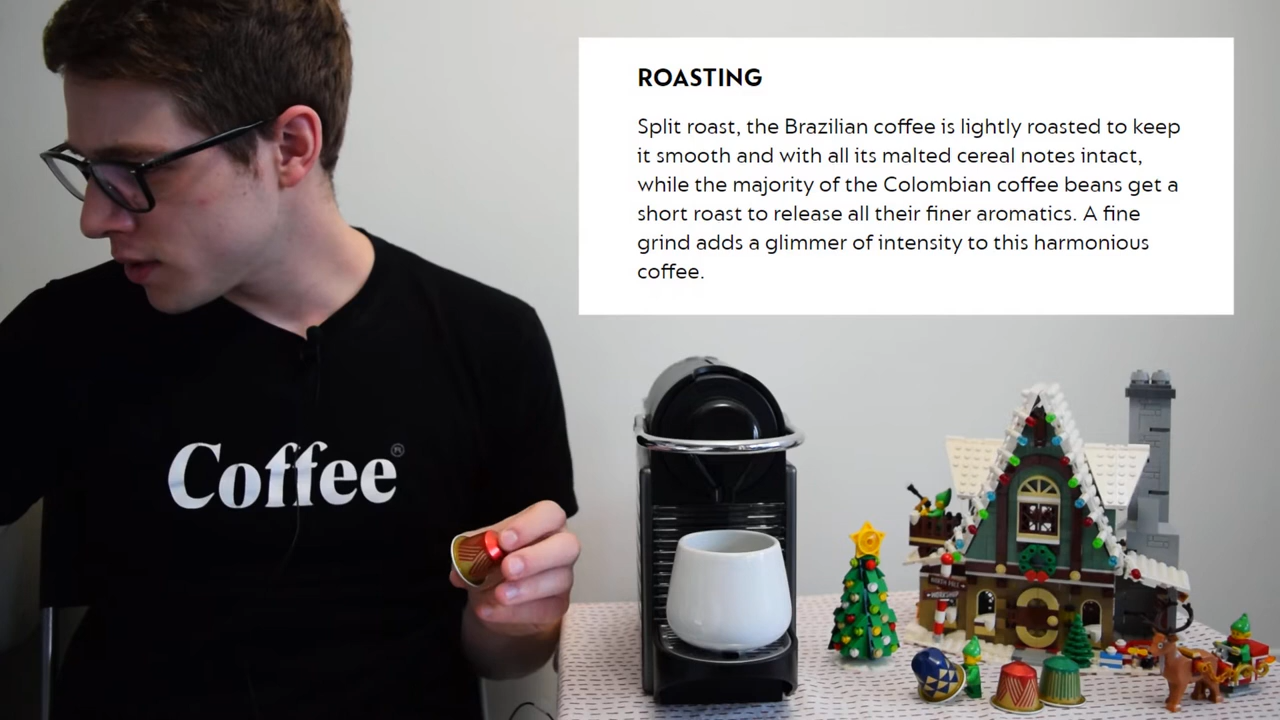 ROASTING
Split roast, the Brazilian coffee is lightly roasted to keep
it smooth and with all its malted cereal notes intact,
while the majority of the Colombian coffee beans get a
short roast to release all their finer aromatics. A fine
grind adds a glimmer of intensity to this harmonious
coffee.
Coffee®
NORTH POLE